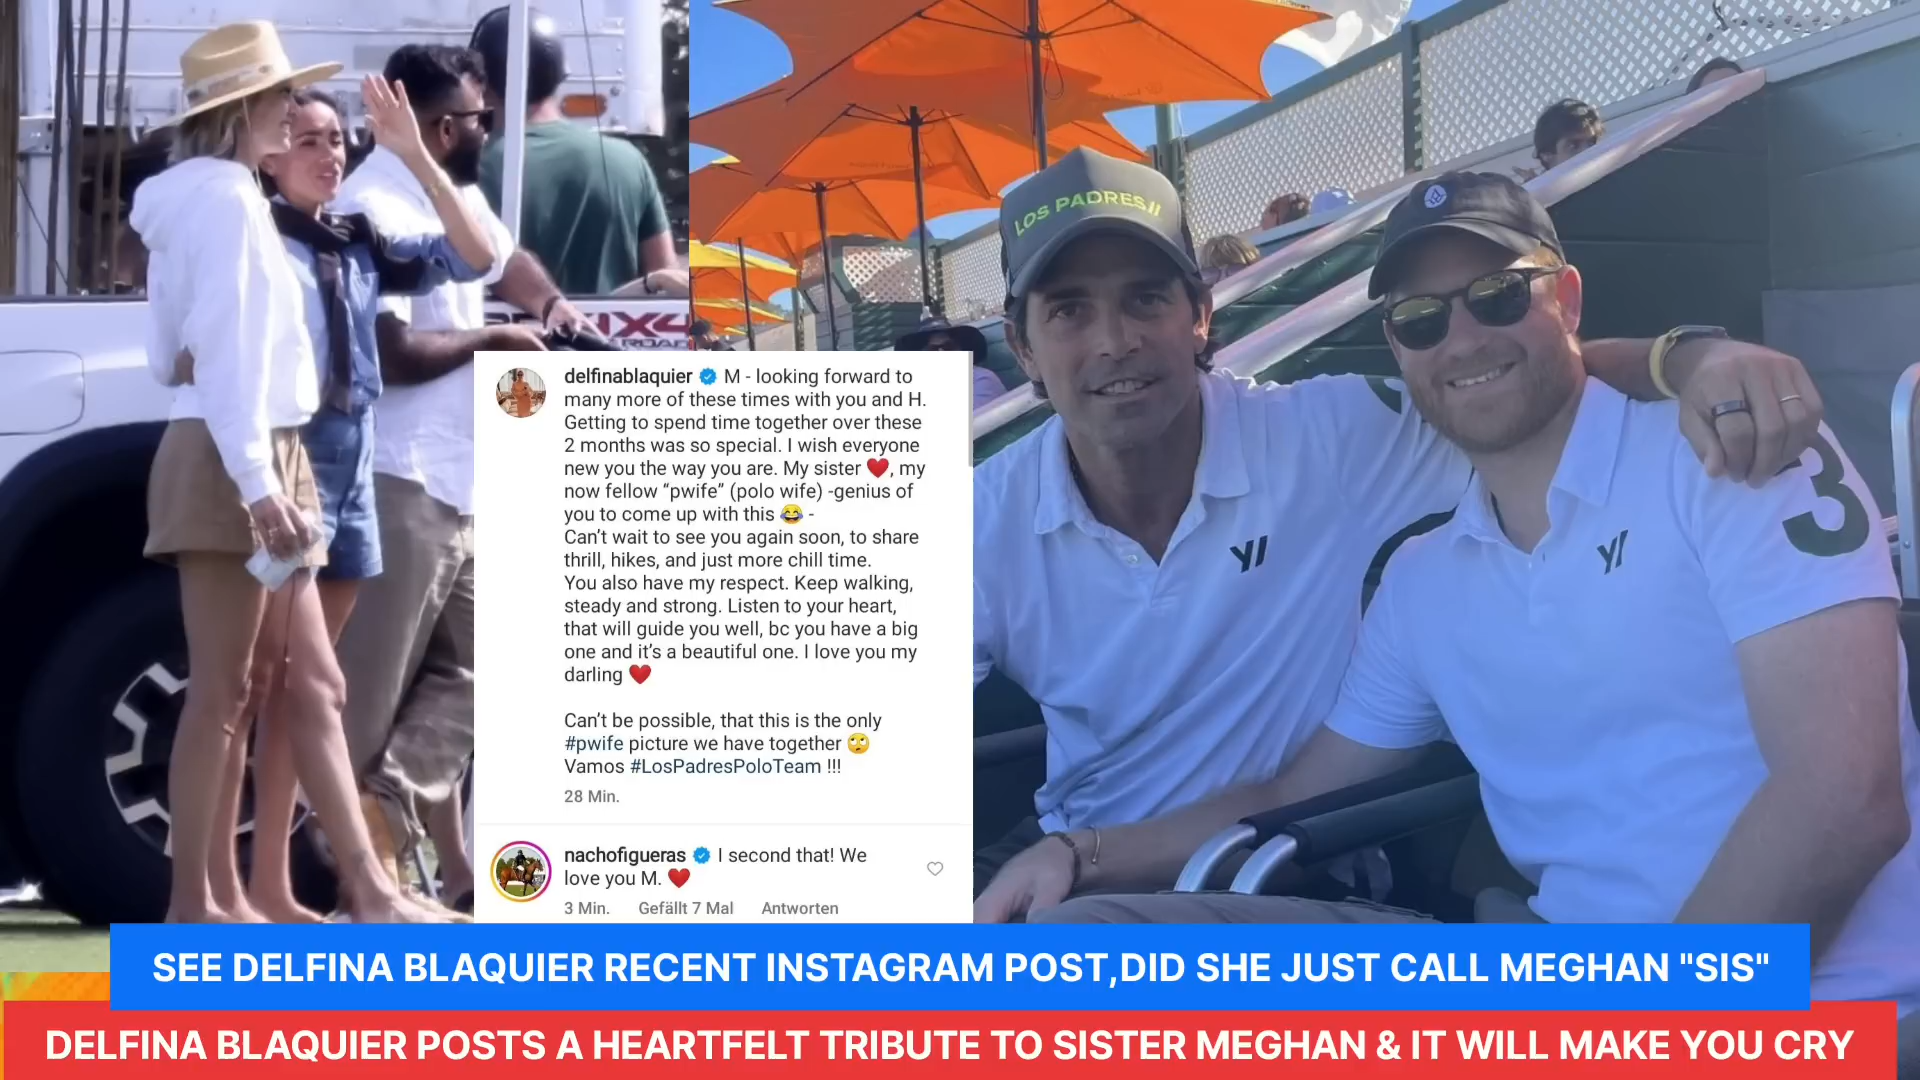 LOS PADRES
YI
YI
3
X4
ROAD
delfinablaquier M - looking forward to
many more of these times with you and H.
Getting to spend time together over these
2 months was so special. I wish everyone
new you the way you are. My sister ❤️, my
now fellow “pwife” (polo wife) -genius of
you to come up with this 😂 -
Can’t wait to see you again soon, to share
thrill, hikes, and just more chill time.
You also have my respect. Keep walking,
steady and strong. Listen to your heart,
that will guide you well, bc you have a big
one and it’s a beautiful one. I love you my
darling ❤️
Can’t be possible, that this is the only
#pwife picture we have together 🙄
Vamos #LosPadresPoloTeam !!!
28 Min.
nachofigueras I second that! We
love you M. ❤️
3 Min. Gefällt 7 Mal Antworten
SEE DELFINA BLAQUIER RECENT INSTAGRAM POST,DID SHE JUST CALL MEGHAN "SIS"
DELFINA BLAQUIER POSTS A HEARTFELT TRIBUTE TO SISTER MEGHAN & IT WILL MAKE YOU CRY